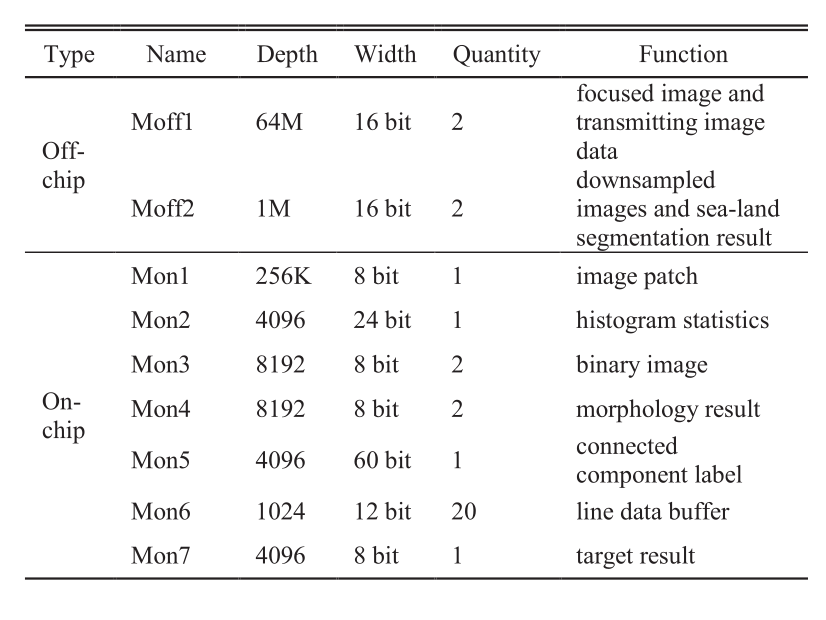 Type Name Depth Width Quantity Function
Off-chip
Moff1 64M 16 bit 2 focused image and
transmitting image
data
Moff2 1M 16 bit 2 downsampled
images and sea-land
segmentation result
On-chip
Mon1 256K 8 bit 1 image patch
Mon2 4096 24 bit 1 histogram statistics
Mon3 8192 8 bit 2 binary image
Mon4 8192 8 bit 2 morphology result
Mon5 4096 60 bit 1 connected
component label
Mon6 1024 12 bit 20 line data buffer
Mon7 4096 8 bit 1 target result